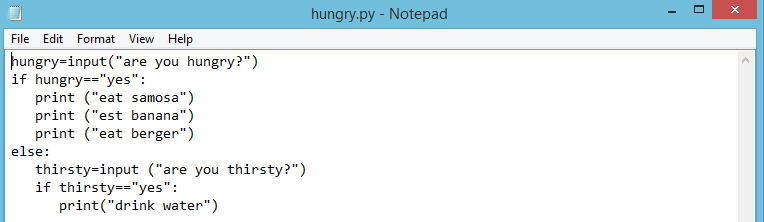 hungry.py - Notepad
File Edit Format View Help
hungry=input("are you hungry?")
if hungry=="yes":
   print ("eat samosa")
   print ("est banana")
   print ("eat berger")
else:
   thirsty=input ("are you thirsty?")
   if thirsty=="yes":
      print("drink water")